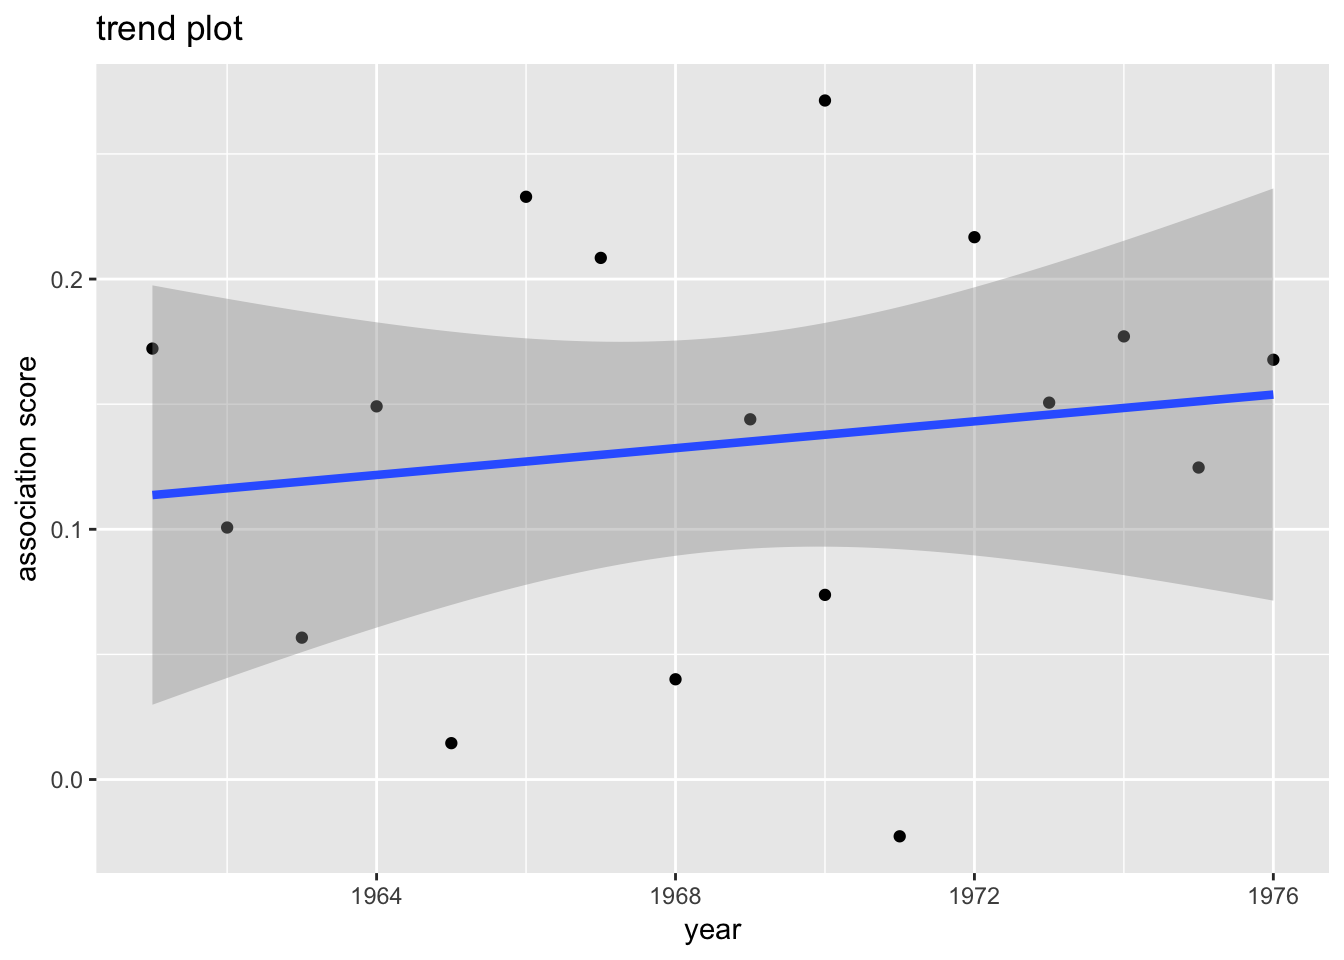 trend plot
association score
0.2
0.1
0.0
1964 1968 1972 1976
year